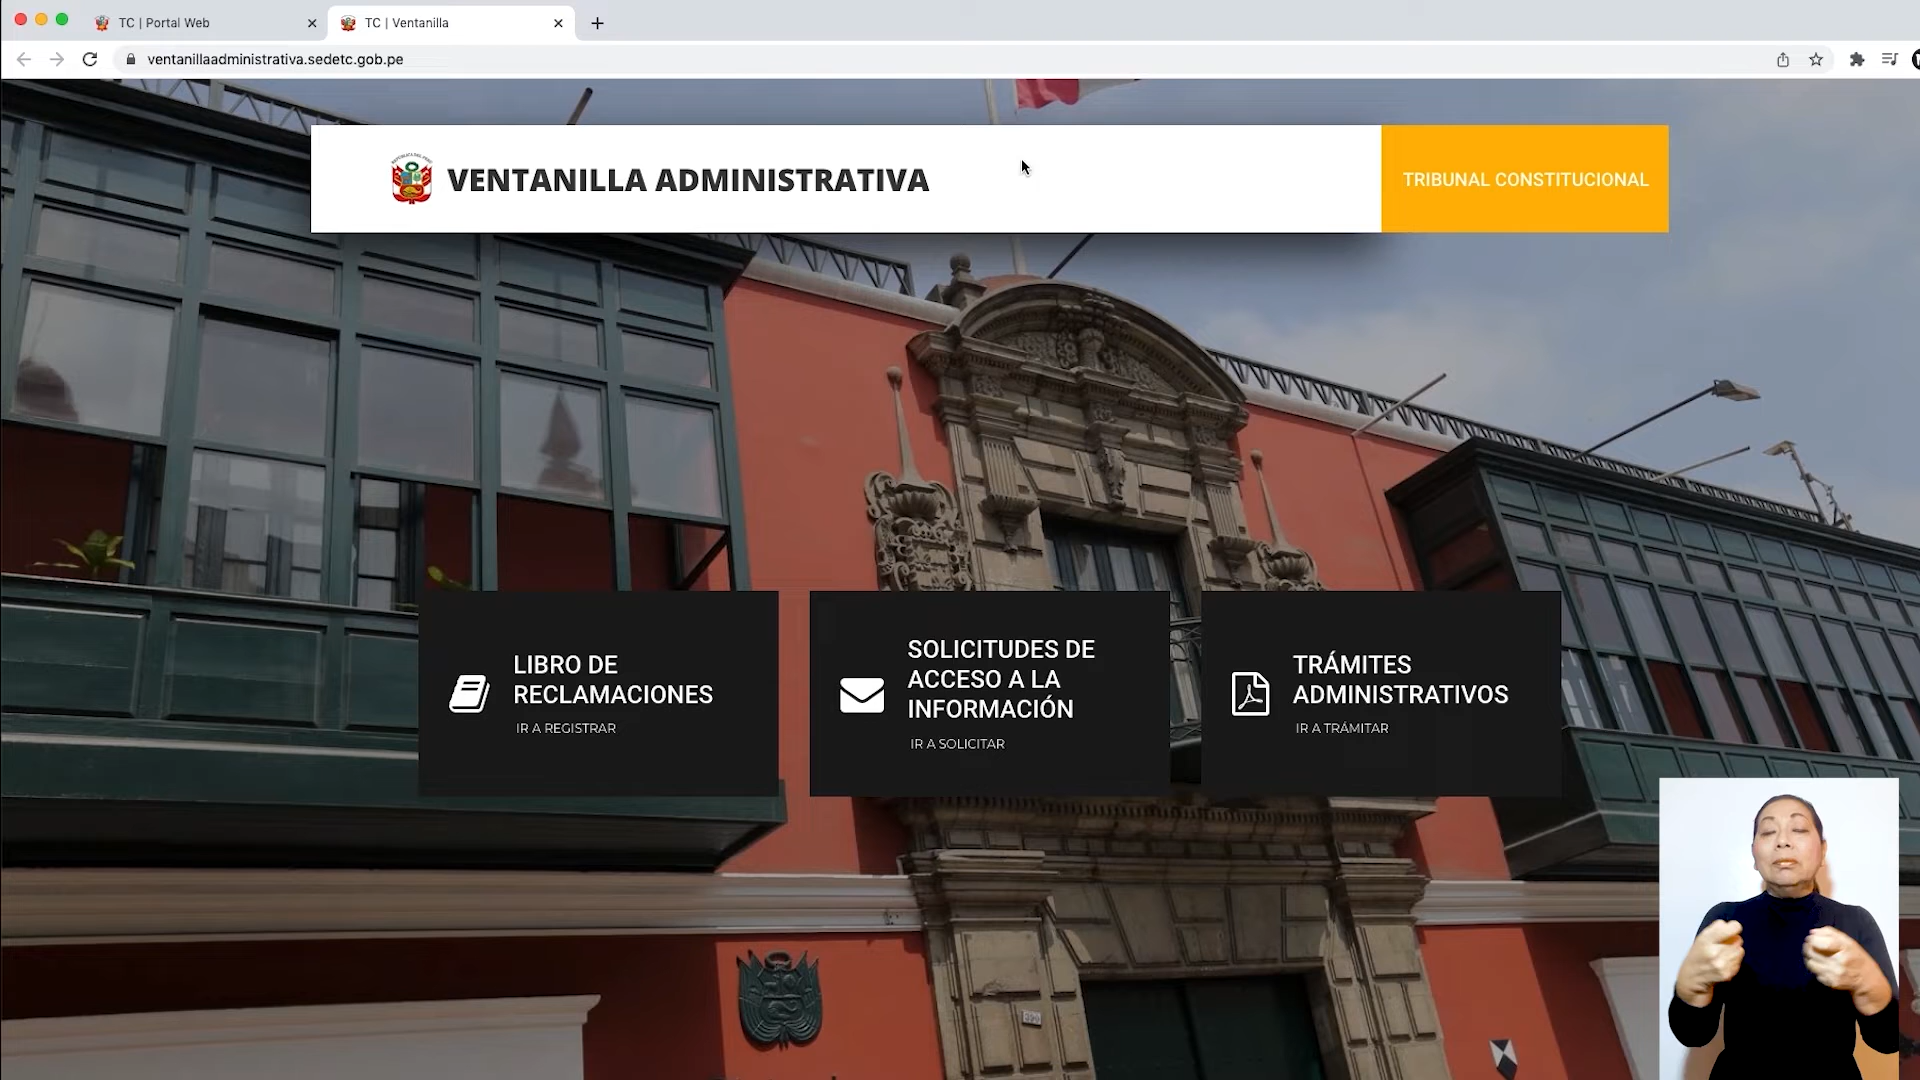 TC | Portal Web
TC | Ventanilla
ventanillaadministrativa.sedetc.gob.pe
VENTANILLA ADMINISTRATIVA
TRIBUNAL CONSTITUCIONAL
LIBRO DE
RECLAMACIONES
IR A REGISTRAR
SOLICITUDES DE
ACCESO A LA
INFORMACIÓN
IR A SOLICITAR
TRÁMITES
ADMINISTRATIVOS
IR A TRÁMITAR